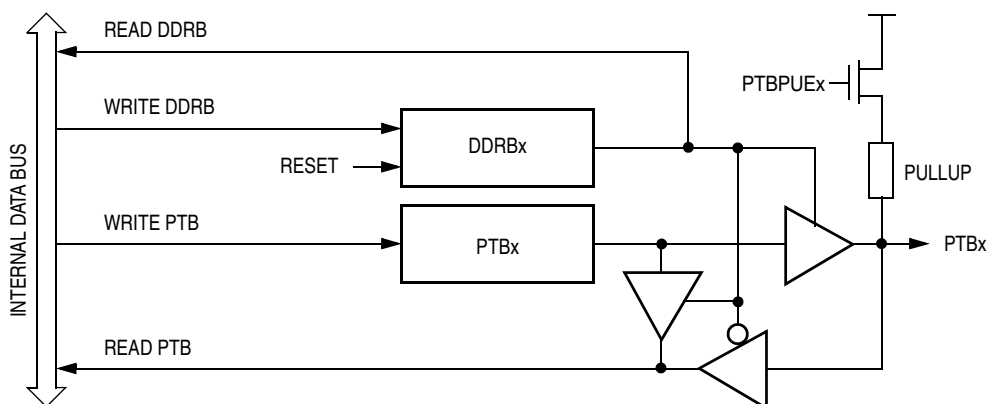 READ DDRB
PTBPUEx
WRITE DDRB
DDRBx
RESET
PULLUP
INTERNAL DATA BUS
WRITE PTB
PTBx
PTBx
READ PTB